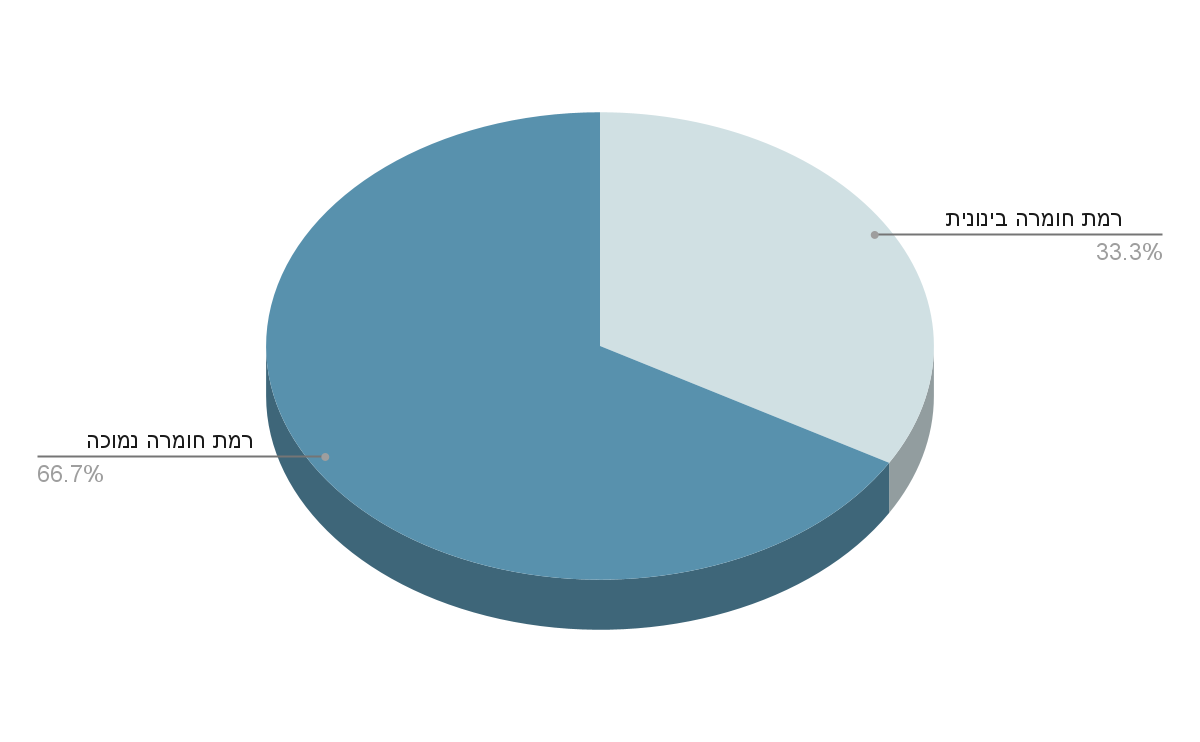 רמת חומרה בינונית
33.3%
רמת חומרה נמוכה
66.7%